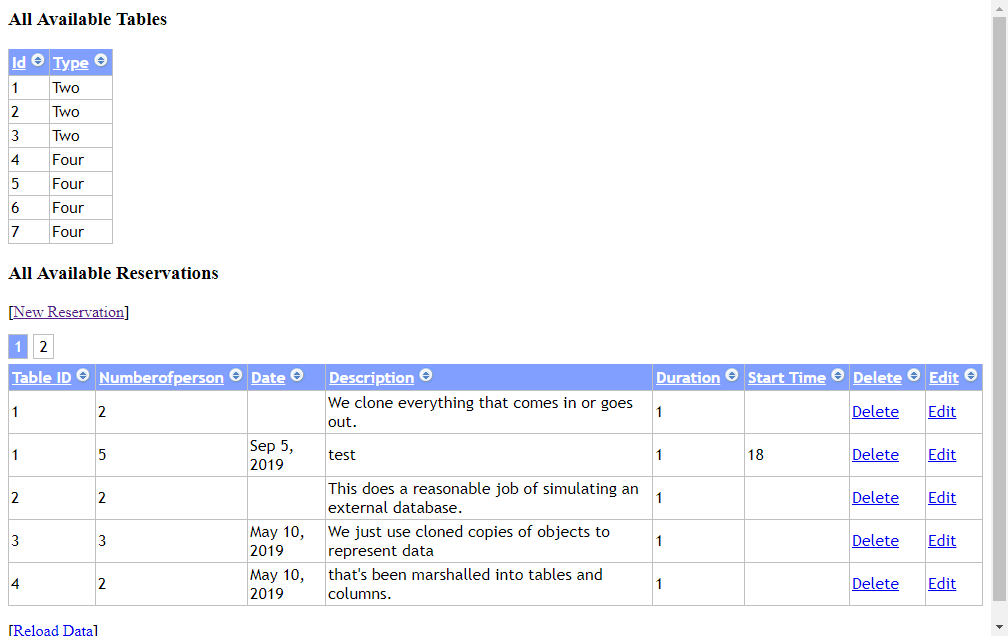 All Available Tables
Id Type
1 Two
2 Two
3 Two
4 Four
5 Four
6 Four
7 Four
All Available Reservations
[New Reservation]
1 2
Table ID Numberofperson Date Description Duration Start Time Delete Edit
1 2 We clone everything that comes in or goes out. 1 Delete Edit
1 5 Sep 5, 2019 test 1 18 Delete Edit
2 2 This does a reasonable job of simulating an external database. 1 Delete Edit
3 3 May 10, 2019 We just use cloned copies of objects to represent data 1 Delete Edit
4 2 May 10, 2019 that's been marshalled into tables and columns. 1 Delete Edit
[Reload Data]